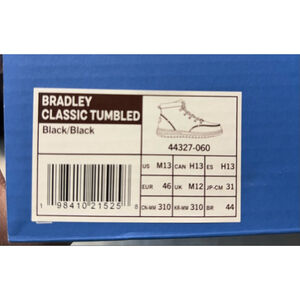 BRADLEY
CLASSIC TUMBLED
Black/Black
44327-060
US M13 CAN H13 ES H13
EUR 46 UK M12 JP-CM 31
CN-MM 310 KR-MM 310 BR 44
1 98410 21525 8